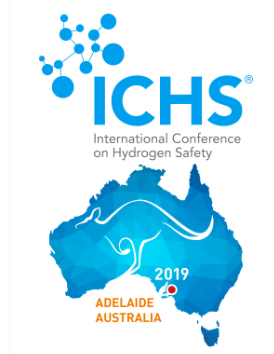 ICHS®
International Conference
on Hydrogen Safety
2019
ADELAIDE
AUSTRALIA